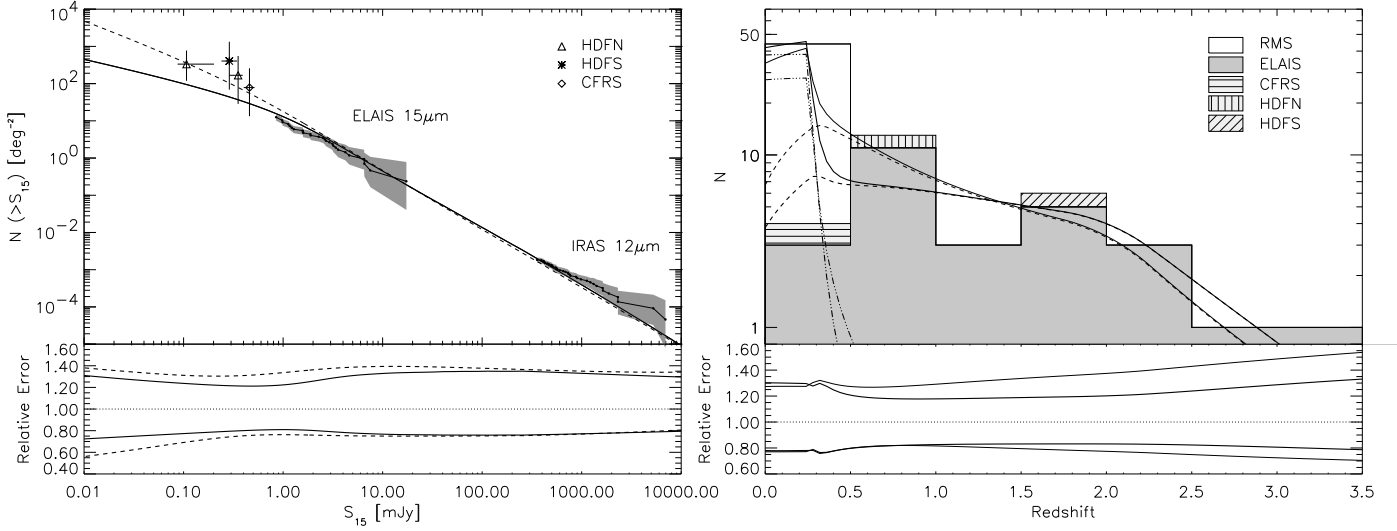 10^4
10^2
10^0
10^-2
10^-4
N (>S_15) [deg^-2]
HDFN
HDFS
CFRS
ELAIS 15μm
IRAS 12μm
1.60
1.40
1.20
1.00
0.80
0.60
0.40
Relative Error
0.01
0.10
1.00
10.00
100.00
1000.00
10000.00
S_15 [mJy]
50
10
1
N
RMS
ELAIS
CFRS
HDFN
HDFS
1.60
1.40
1.20
1.00
0.80
0.60
Relative Error
0.0
0.5
1.0
1.5
2.0
2.5
3.0
3.5
Redshift